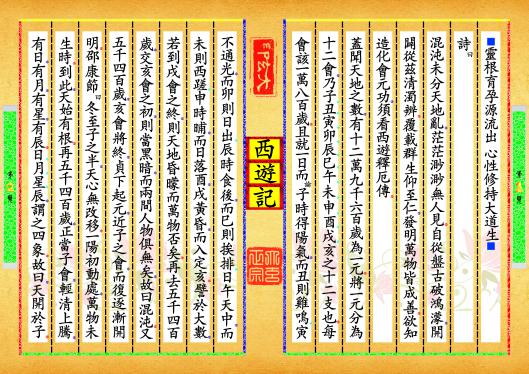 靈根育孕源流出 心性修持大道生
詩曰
混沌未分天地亂茫茫渺渺無人見自從盤古破鴻濛開
闢從茲清濁辨覆載群生仰至仁發明萬物皆成善欲知
造化會元功須看西遊釋厄傳
蓋聞天地之數有十二萬九千六百歲為一元將一元分為
十二會乃子丑寅卯辰巳午未申酉戌亥之十二支也每
會該一萬八百歲且就一日而論子時得陽氣而丑則雞鳴寅
西遊記
不通光而卯則日出辰時食後而巳則挨排日午天中而
未則西蹉申時晡而日落酉戌黃昏而人定亥譬於大數
若到戌會之終則天地昏曚而萬物否矣再去五千四百
歲交亥會之初則當黑暗而兩間人物俱無矣故曰混沌又
五千四百歲亥會將終貞下起元近子之會而復逐漸開
明邵康節曰冬至子之半天心無改移一陽初動處萬物未
生時到此天始有根再五千四百歲正當子會輕清上騰
有日有月有星有辰日月星辰謂之四象故曰天開於子